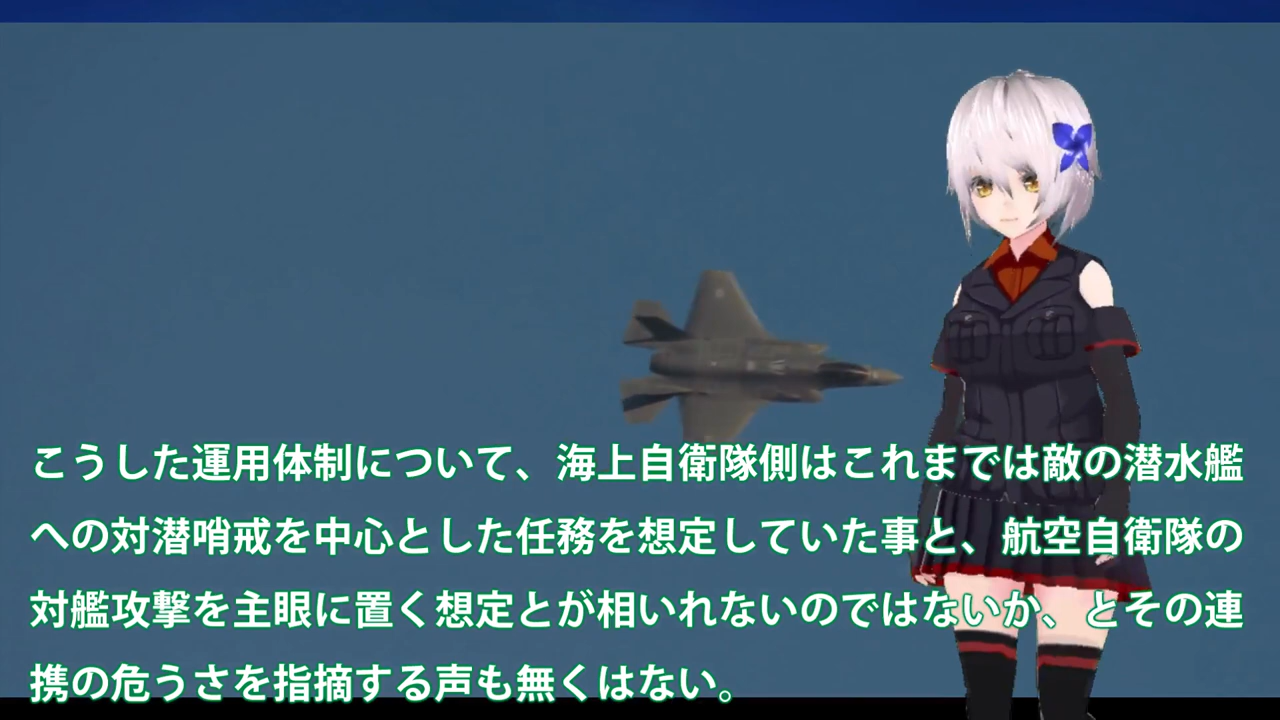 こうした運用体制について、海上自衛隊側はこれまでは敵の潜水艦
への対潜哨戒を中心とした任務を想定していた事と、航空自衛隊の
対艦攻撃を主眼に置く想定とが相いれないのではないか、とその連
携の危うさを指摘する声も無くはない。